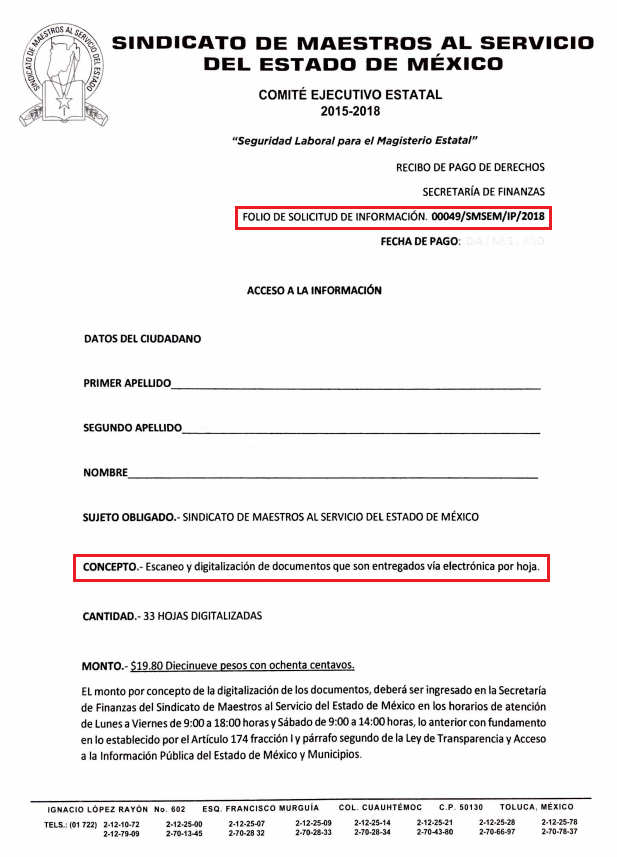 SINDICATO DE MAESTROS AL SERVICIO DEL ESTADO
SINDICATO DE MAESTROS AL SERVICIO
DEL ESTADO DE MÉXICO
COMITÉ EJECUTIVO ESTATAL
2015-2018
"Seguridad Laboral para el Magisterio Estatal"
RECIBO DE PAGO DE DERECHOS
SECRETARÍA DE FINANZAS
FOLIO DE SOLICITUD DE INFORMACIÓN. 00049/SMSEM/IP/2018
FECHA DE PAGO: DIA / MES / AÑO
ACCESO A LA INFORMACIÓN
DATOS DEL CIUDADANO
PRIMER APELLIDO
SEGUNDO APELLIDO
NOMBRE
SUJETO OBLIGADO.- SINDICATO DE MAESTROS AL SERVICIO DEL ESTADO DE MÉXICO
CONCEPTO.- Escaneo y digitalización de documentos que son entregados vía electrónica por hoja.
CANTIDAD.- 33 HOJAS DIGITALIZADAS
MONTO.- $19.80 Diecinueve pesos con ochenta centavos.
EL monto por concepto de la digitalización de los documentos, deberá ser ingresado en la Secretaría
de Finanzas del Sindicato de Maestros al Servicio del Estado de México en los horarios de atención
de Lunes a Viernes de 9:00 a 18:00 horas y Sábado de 9:00 a 14:00 horas, lo anterior con fundamento
en lo establecido por el Artículo 174 fracción I y párrafo segundo de la Ley de Transparencia y Acceso
a la Información Pública del Estado de México y Municipios.
IGNACIO LÓPEZ RAYÓN No. 602 ESQ. FRANCISCO MURGUÍA COL. CUAUHTÉMOC C.P. 50130 TOLUCA, MÉXICO
TELS.: (01 722) 2-12-10-72 2-12-25-00 2-12-25-07 2-12-25-09 2-12-25-14 2-12-25-21 2-12-25-28 2-12-25-78
2-12-79-09 2-70-13-45 2-70-28 32 2-70-28-33 2-70-28-34 2-70-43-80 2-70-66-97 2-70-78-37